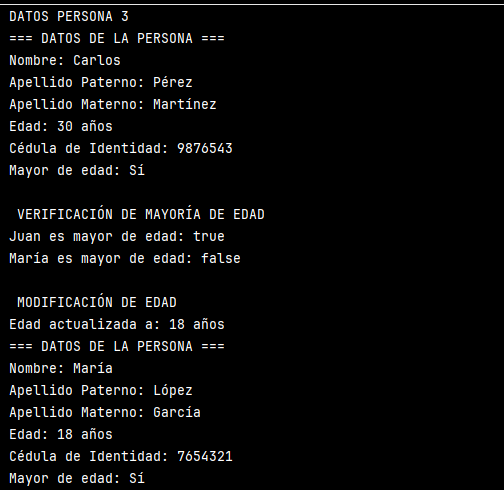 DATOS PERSONA 3
=== DATOS DE LA PERSONA ===
Nombre: Carlos
Apellido Paterno: Pérez
Apellido Materno: Martínez
Edad: 30 años
Cédula de Identidad: 9876543
Mayor de edad: Sí
VERIFICACIÓN DE MAYORÍA DE EDAD
Juan es mayor de edad: true
María es mayor de edad: false
MODIFICACIÓN DE EDAD
Edad actualizada a: 18 años
=== DATOS DE LA PERSONA ===
Nombre: María
Apellido Paterno: López
Apellido Materno: García
Edad: 18 años
Cédula de Identidad: 7654321
Mayor de edad: Sí